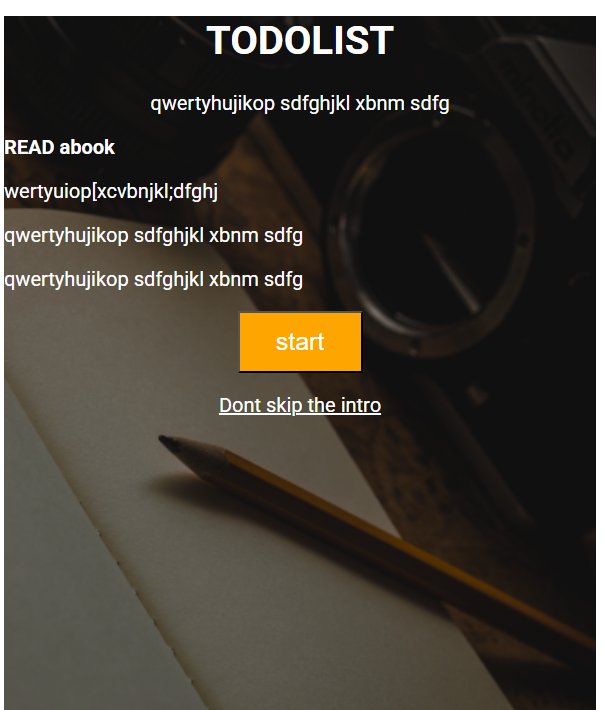 TODOLIST
qwertyhujikop sdfghjkl xbnm sdfg
READ abook
wertyuiop[xcvbnjkl;dfghj
qwertyhujikop sdfghjkl xbnm sdfg
qwertyhujikop sdfghjkl xbnm sdfg
start
Dont skip the intro